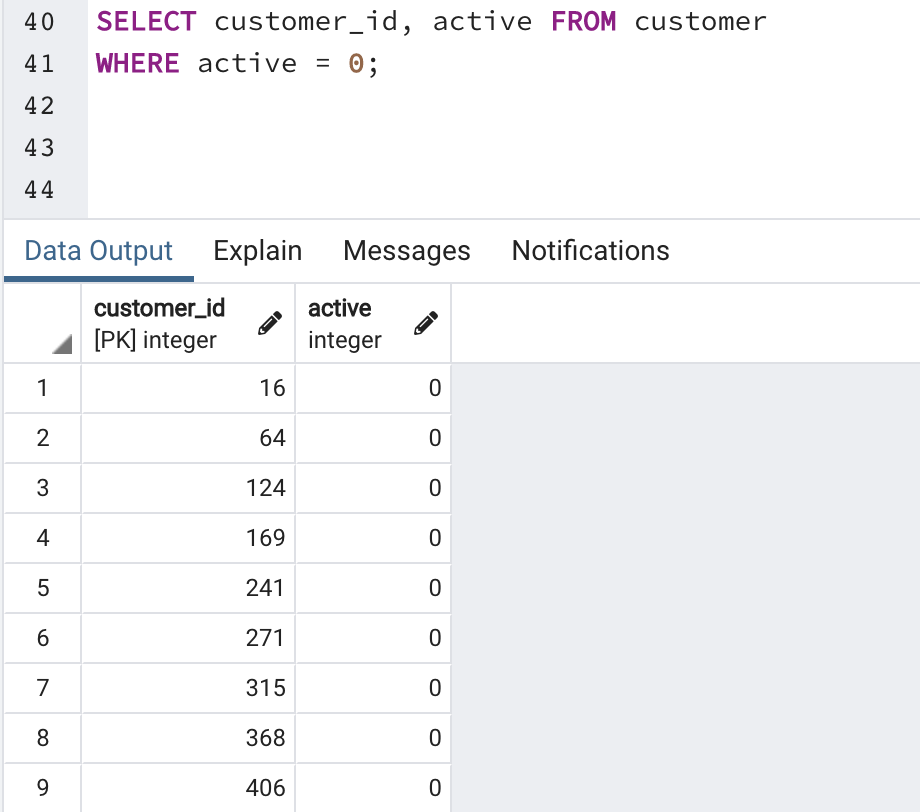 40 SELECT customer_id, active FROM customer
41 WHERE active = 0;
42
43
44
Data Output Explain Messages Notifications
customer_id active
[PK] integer integer
1 16 0
2 64 0
3 124 0
4 169 0
5 241 0
6 271 0
7 315 0
8 368 0
9 406 0